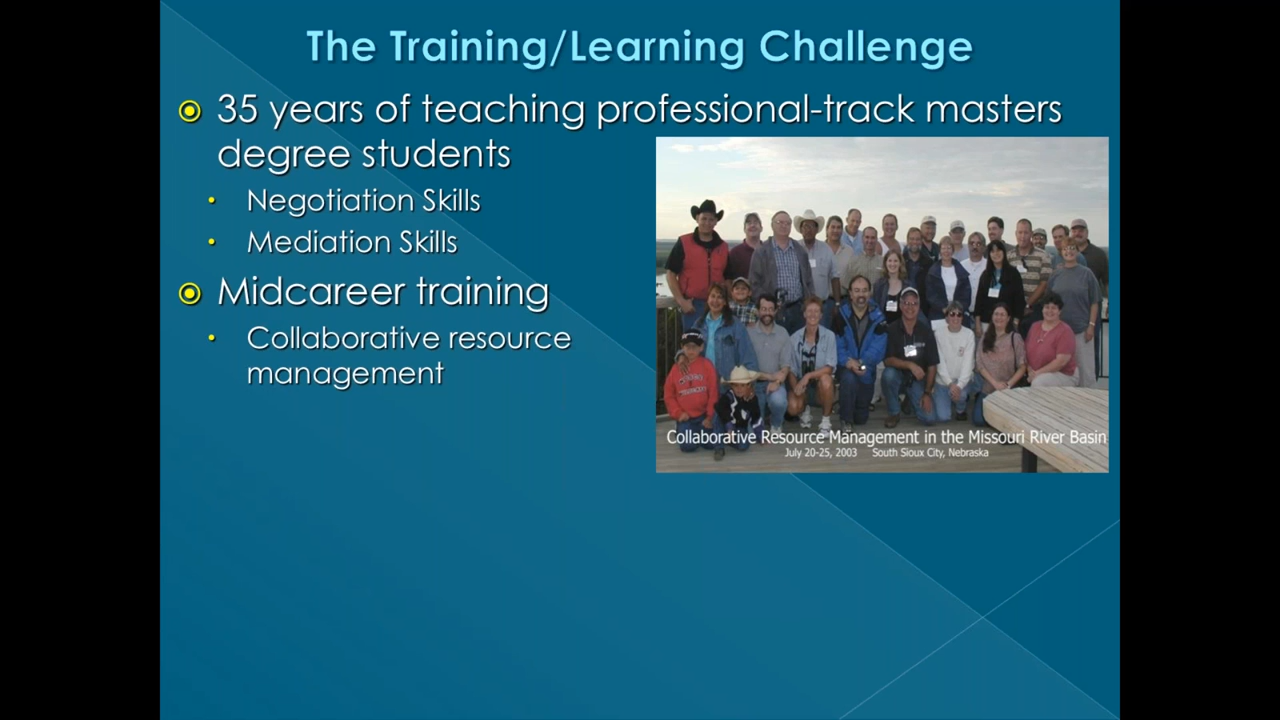 The Training/Learning Challenge
35 years of teaching professional-track masters
degree students
Negotiation Skills
Mediation Skills
Midcareer training
Collaborative resource
management
Collaborative Resource Management in the Missouri River Basin
July 20-25, 2003 South Sioux City, Nebraska